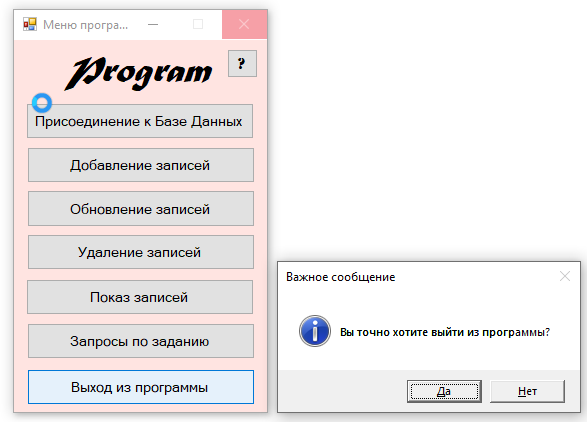 Меню програ...
Program
?
Присоединение к Базе Данных
Добавление записей
Обновление записей
Удаление записей
Показ записей
Запросы по заданию
Выход из программы
Важное сообщение
Вы точно хотите выйти из программы?
Да
Нет